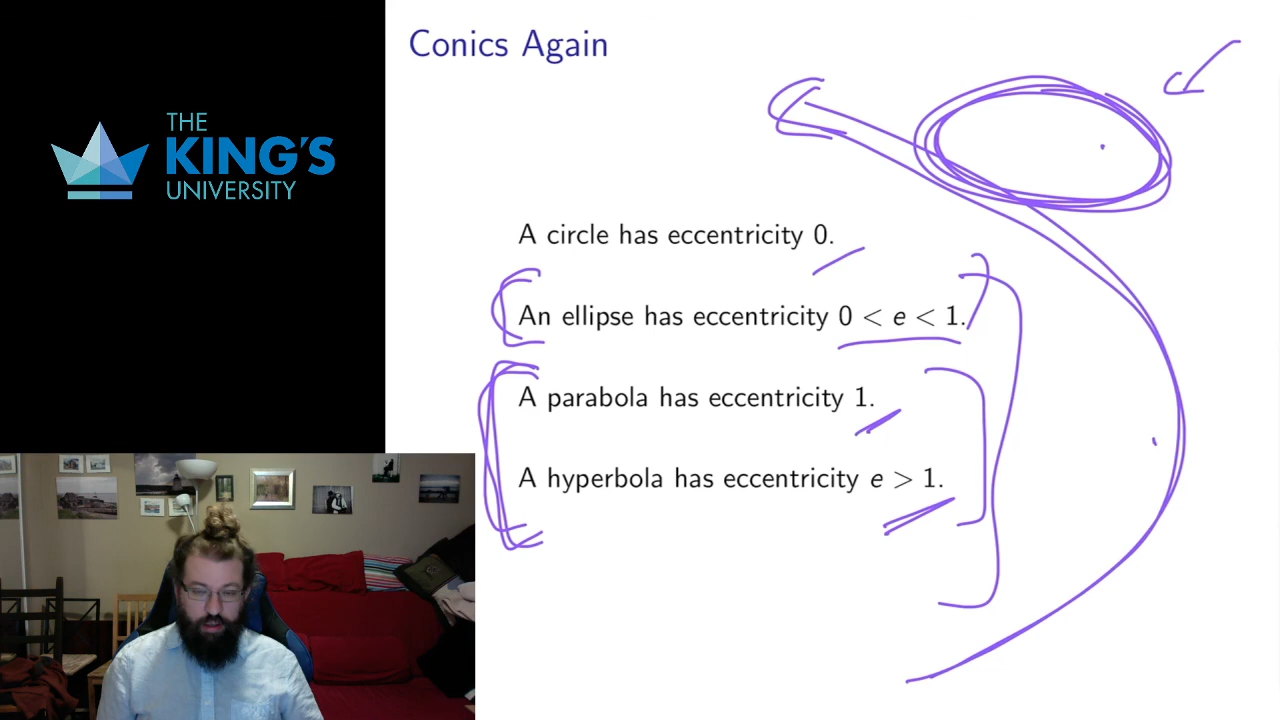 THE
KING'S
UNIVERSITY
Conics Again
A circle has eccentricity 0.
An ellipse has eccentricity 0 < e < 1.
A parabola has eccentricity 1.
A hyperbola has eccentricity e > 1.